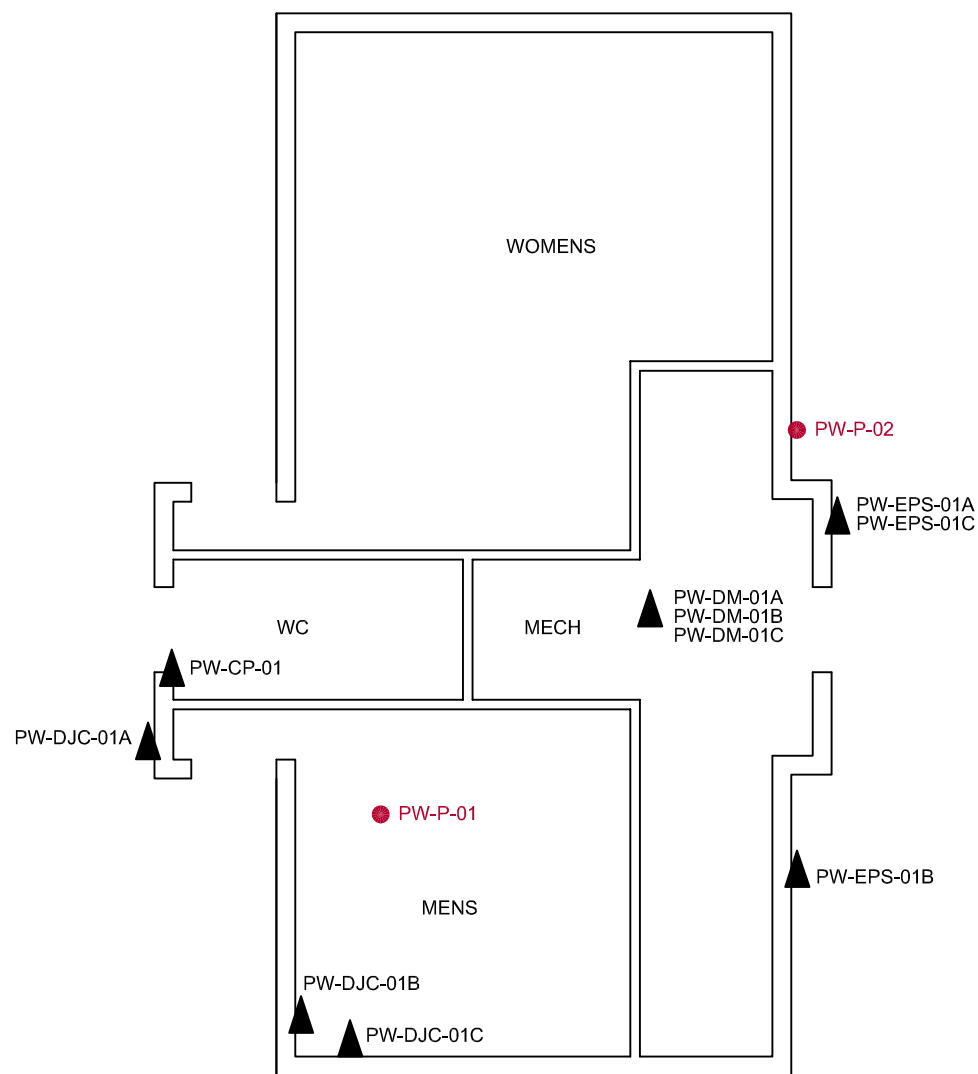 WOMENS
PW-P-02
PW-EPS-01A
PW-EPS-01C
PW-DM-01A
PW-DM-01B
PW-DM-01C
WC
MECH
PW-CP-01
PW-DJC-01A
PW-P-01
PW-EPS-01B
MENS
PW-DJC-01B
PW-DJC-01C